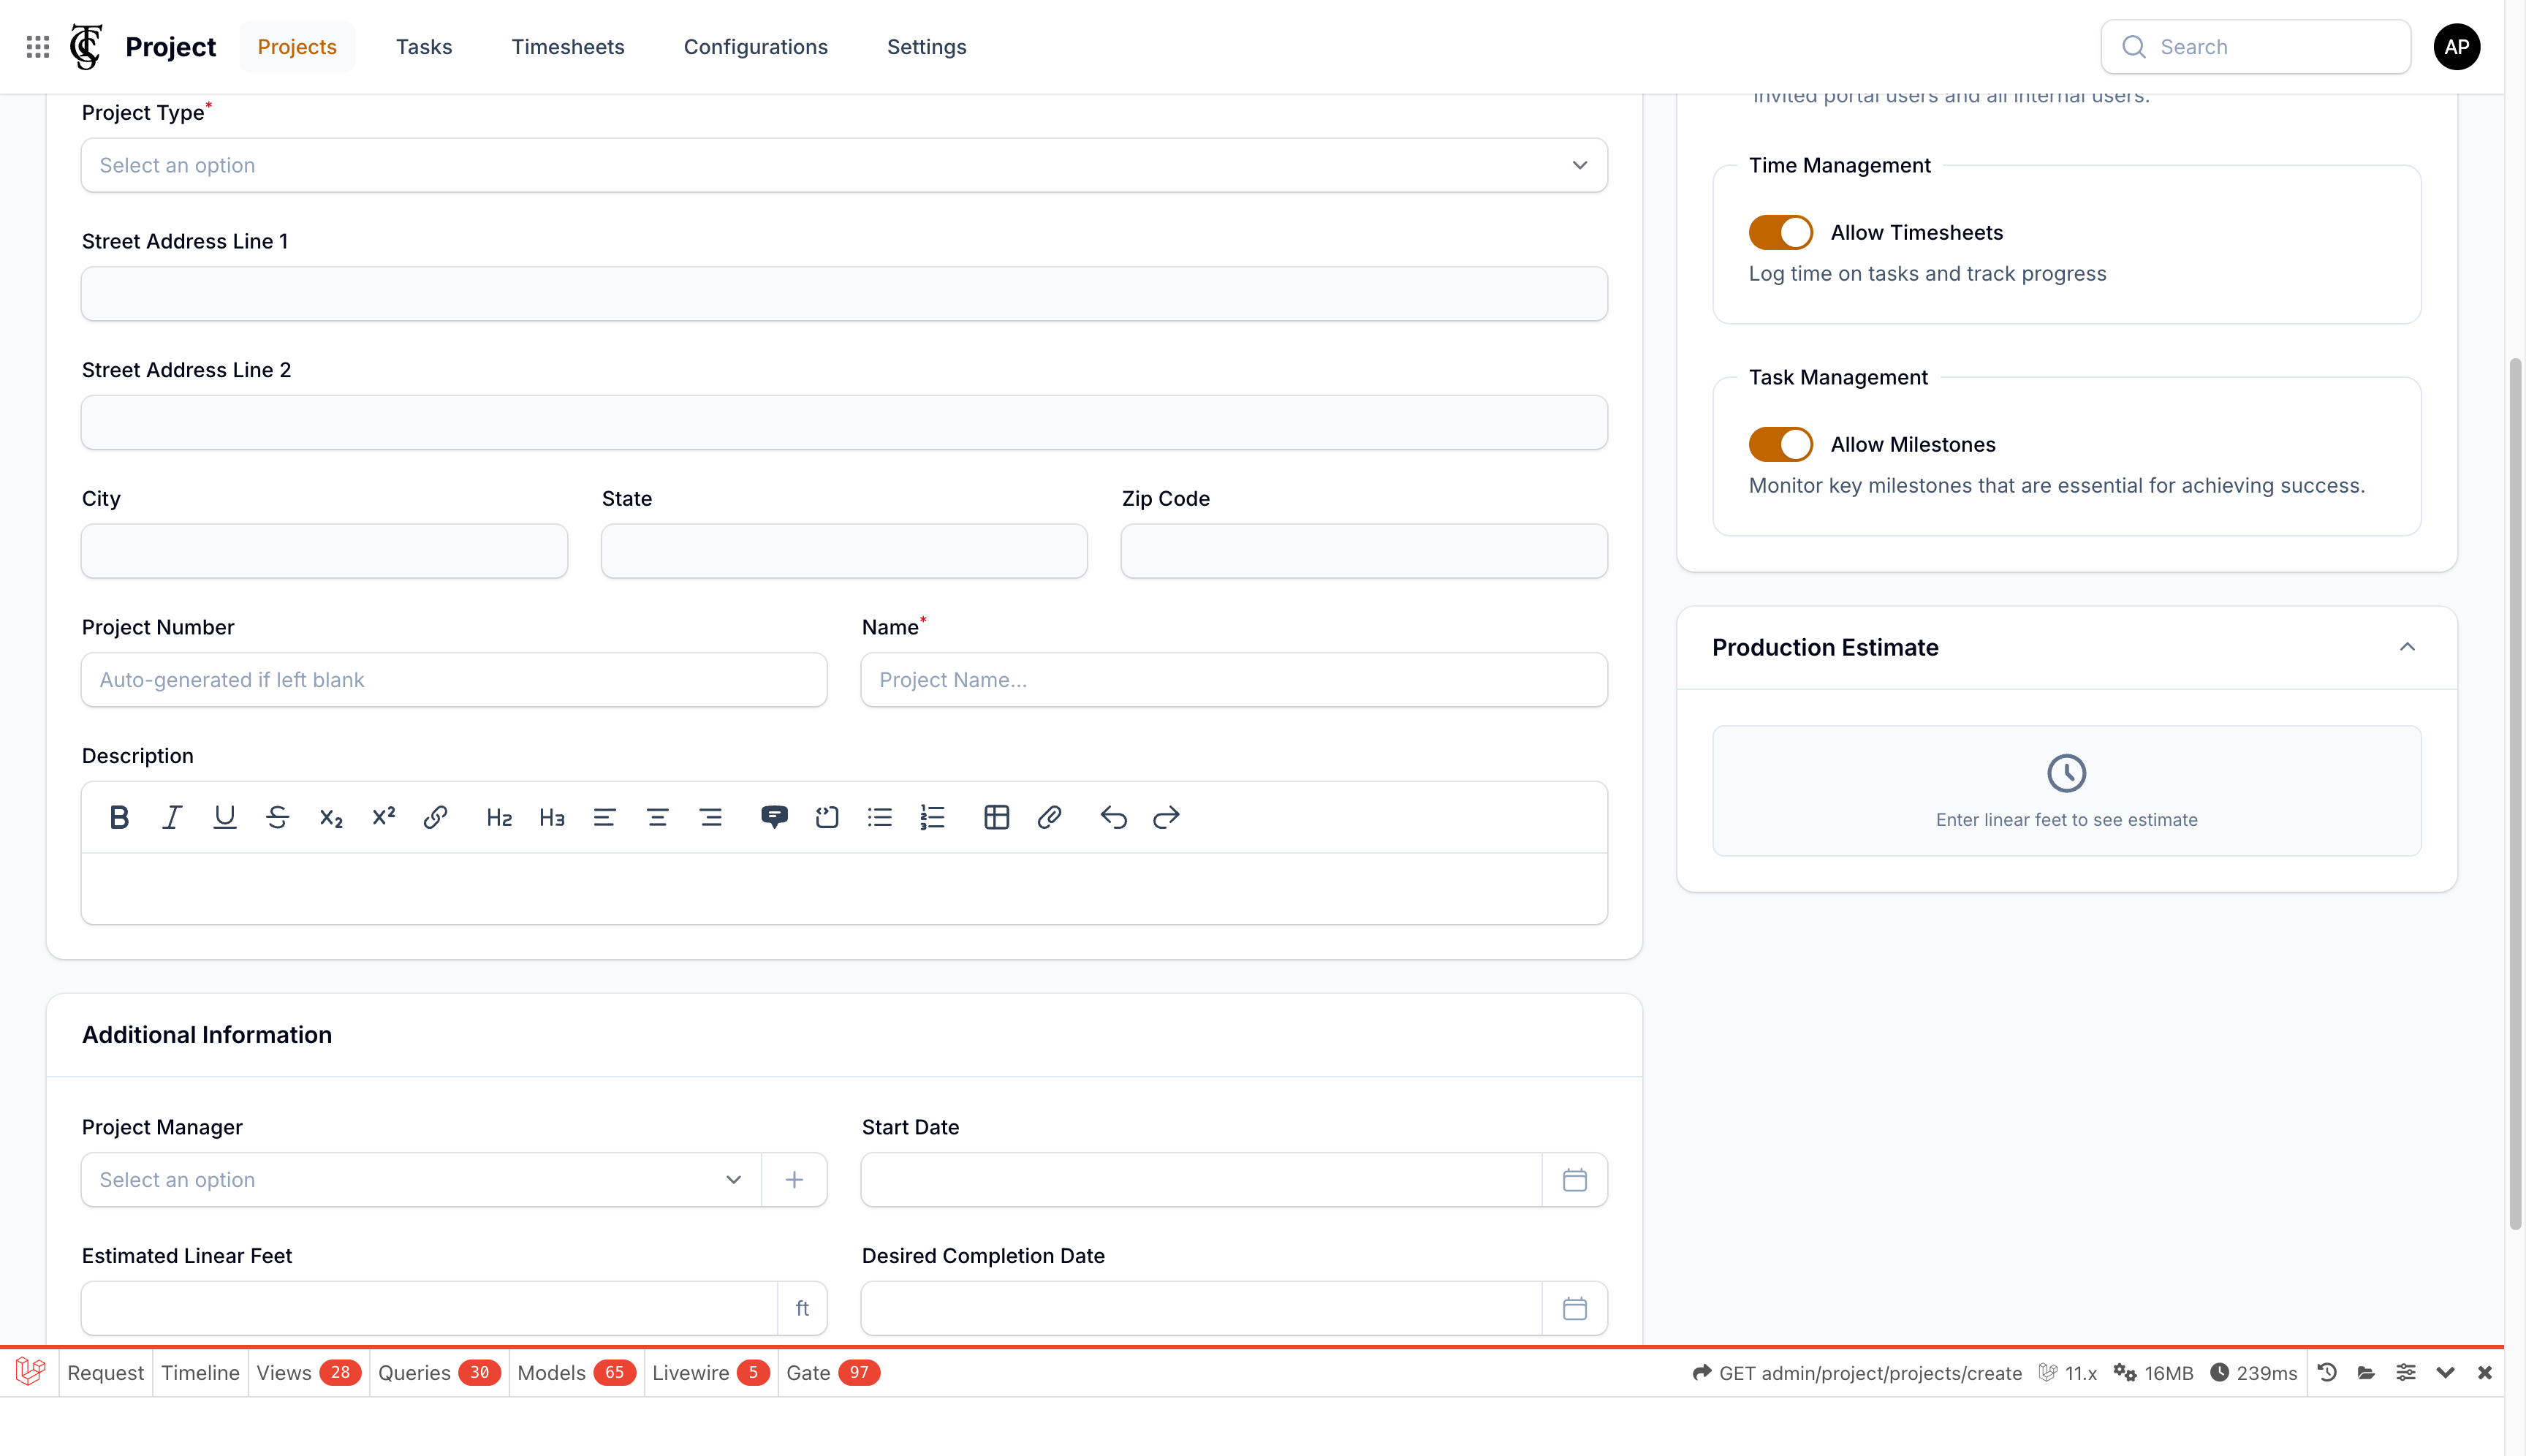 Project
Projects
Tasks
Timesheets
Configurations
Settings
Search
AP
Project Type*
Select an option
Street Address Line 1
Street Address Line 2
City
State
Zip Code
Project Number
Name*
Auto-generated if left blank
Project Name...
Description
B I U S x₂ x² H2 H3
Additional Information
Project Manager
Start Date
Select an option
Estimated Linear Feet
Desired Completion Date
ft
invited portal users and all internal users.
Time Management
Allow Timesheets
Log time on tasks and track progress
Task Management
Allow Milestones
Monitor key milestones that are essential for achieving success.
Production Estimate
Enter linear feet to see estimate
Request Timeline Views 28 Queries 30 Models 65 Livewire 5 Gate 97 GET admin/project/projects/create 11.x 16MB 239ms